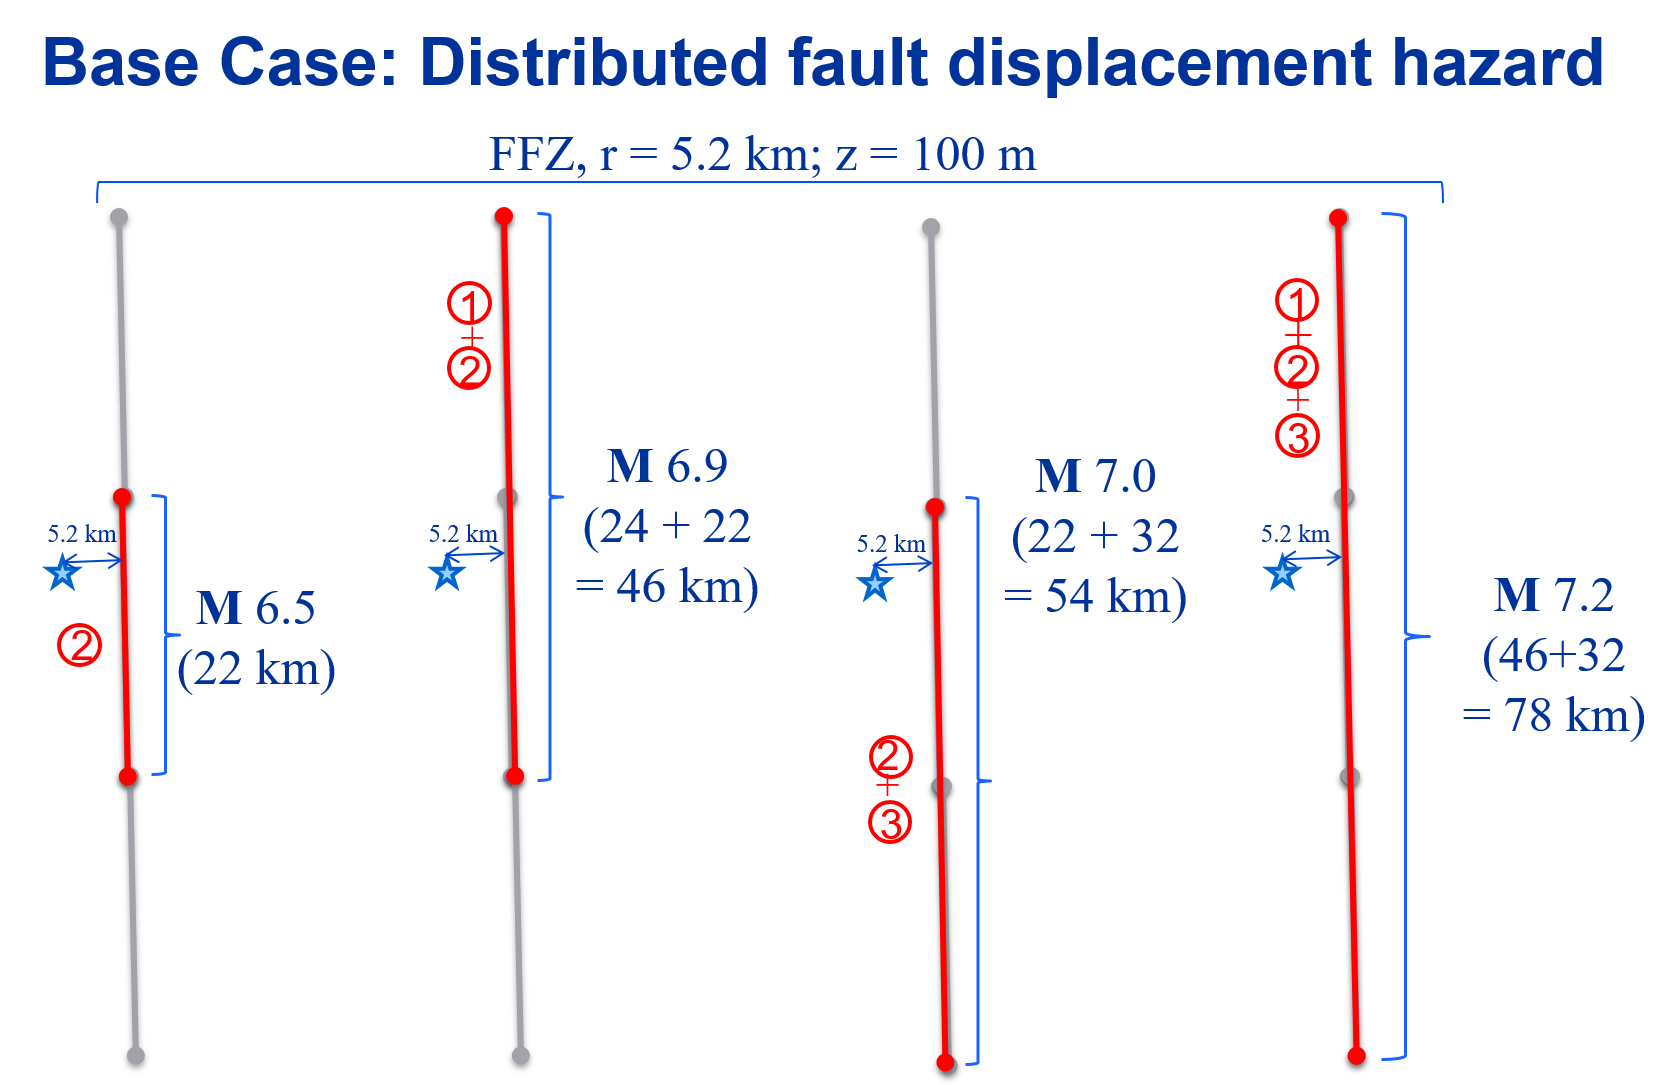 Base Case: Distributed fault displacement hazard
FFZ, r = 5.2 km; z = 100 m
5.2 km
2
M 6.5
(22 km)
1
+
2
5.2 km
M 6.9
(24 + 22
= 46 km)
5.2 km
2
+
3
M 7.0
(22 + 32
= 54 km)
1
+
2
+
3
5.2 km
M 7.2
(46+32
= 78 km)